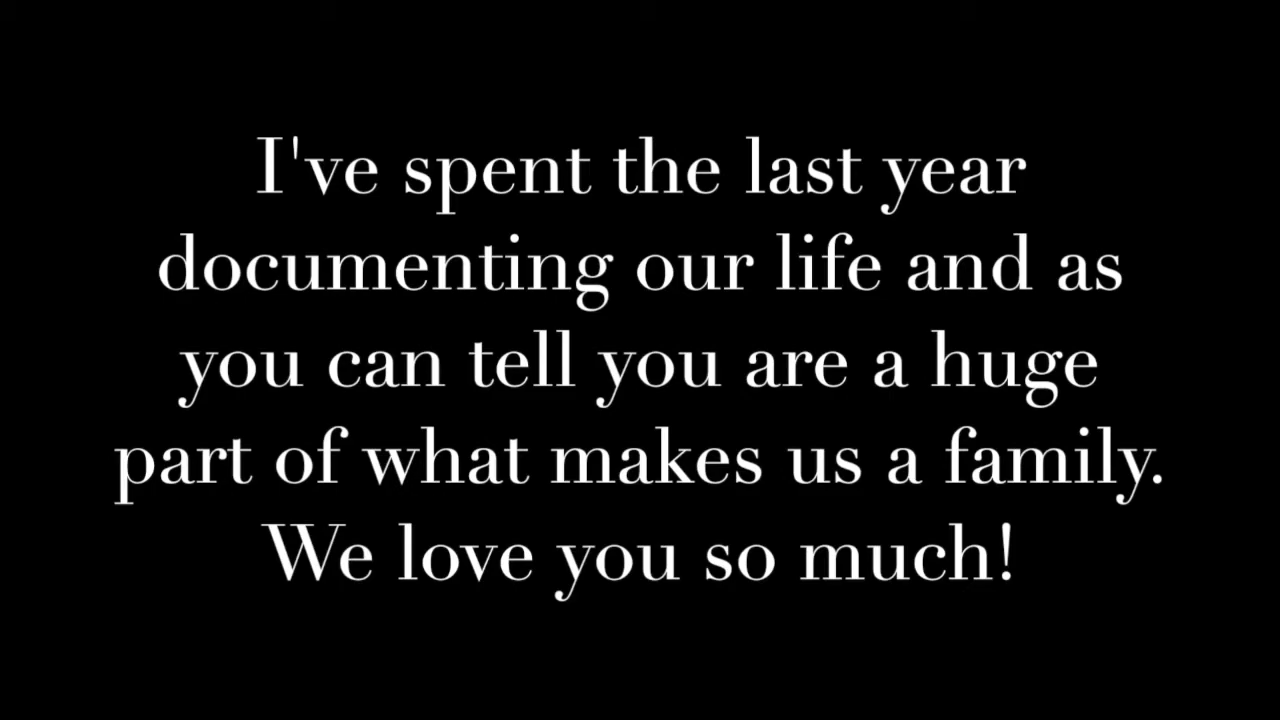 I've spent the last year
documenting our life and as
you can tell you are a huge
part of what makes us a family.
We love you so much!